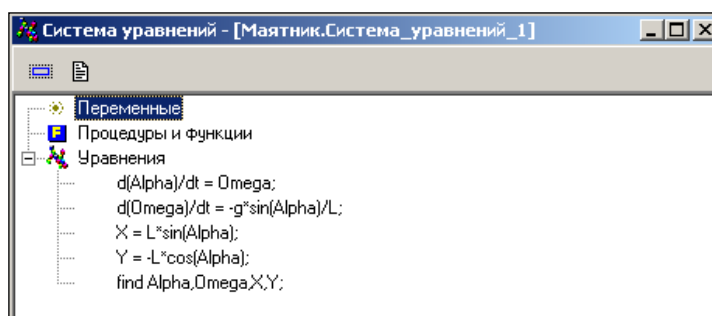 Система уравнений - [Маятник.Система_уравнений_1]
Переменные
F Процедуры и функции
Уравнения
d(Alpha)/dt = Omega;
d(Omega)/dt = -g*sin(Alpha)/L;
X = L*sin(Alpha);
Y = -L*cos(Alpha);
find Alpha,Omega,X,Y;